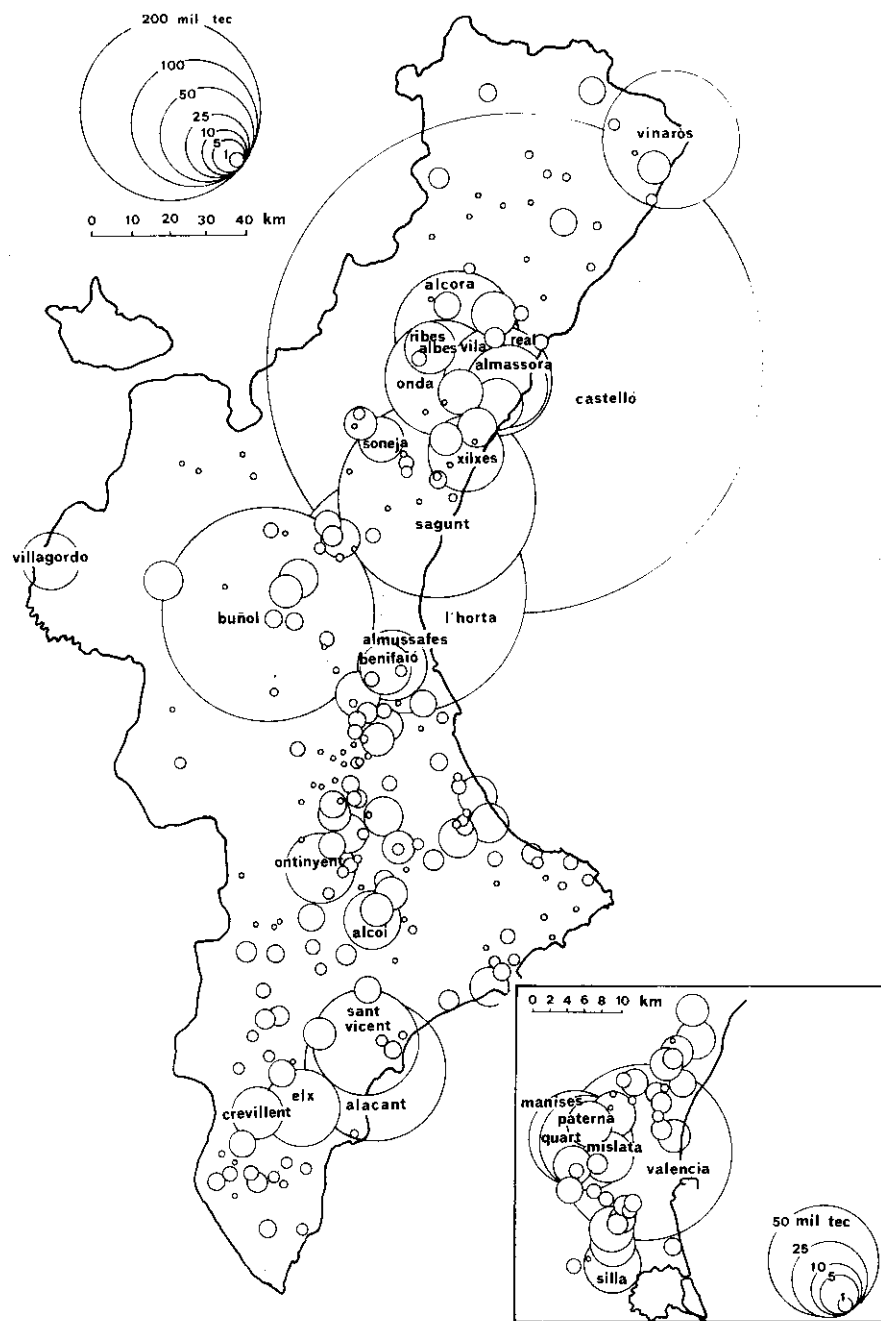 200 mil tec
100
50
25
10
5
1
0 10 20 30 40 km
vinaròs
alcora
ribes
albes
vila
real
almassora
onda
castelló
soneja
xilxes
sagunt
villagordo
buñol
l'horta
almussafes
benifaió
ontinyent
alcoi
sant
vicent
elx
alacant
crevillent
0 2 4 6 8 10 km
manises
paterna
quart
mislata
valencia
silla
50 mil tec
25
10
5
1